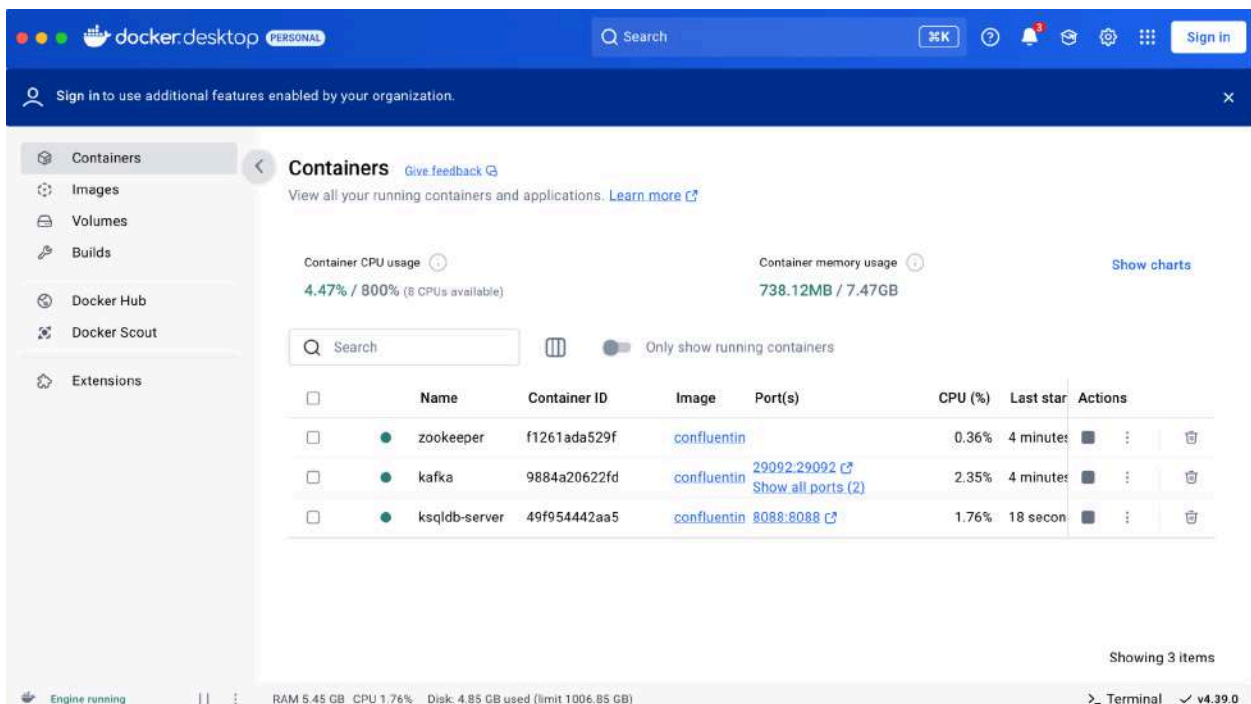 docker.desktop PERSONAL Search ⌘K 3 Sign in
Sign in to use additional features enabled by your organization.
Containers
Images
Volumes
Builds
Docker Hub
Docker Scout
Extensions
Containers Give feedback
View all your running containers and applications. Learn more
Container CPU usage
4.47% / 800% (8 CPUs available)
Container memory usage
738.12MB / 7.47GB
Show charts
Search Only show running containers
Name Container ID Image Port(s) CPU (%) Last star Actions
zookeeper f1261ada529f confluentin 0.36% 4 minutes
kafka 9884a20622fd confluentin 29092:29092 Show all ports (2) 2.35% 4 minutes
ksqldb-server 49f954442aa5 confluentin 8088:8088 1.76% 18 secon
Showing 3 items
Engine running RAM 5.45 GB CPU 1.76% Disk: 4.85 GB used (limit 1006.85 GB) >_ Terminal v4.39.0